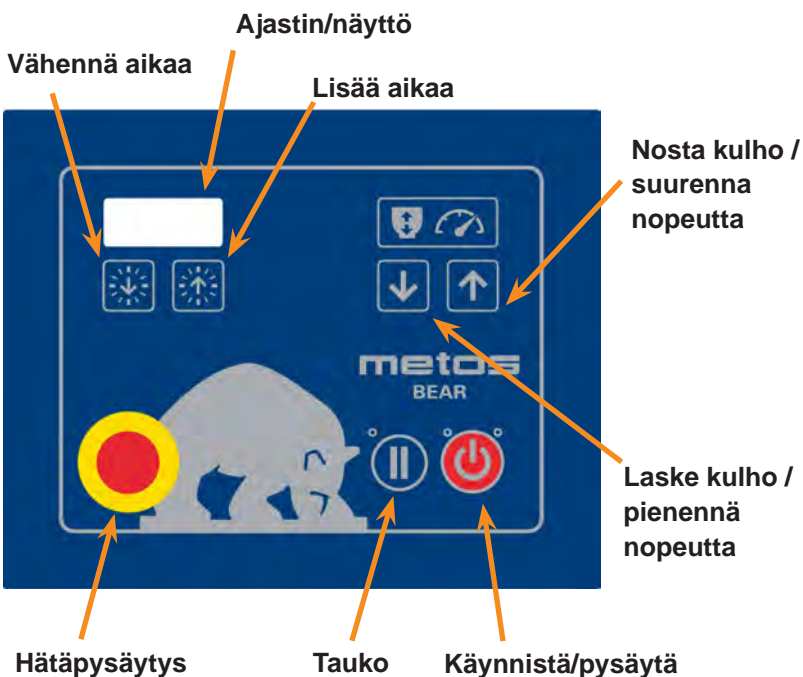 Ajastin/näyttö
Vähennä aikaa
Lisää aikaa
Nosta kulho /
suurenna
nopeutta
metos
BEAR
Laske kulho /
pienennä
nopeutta
Hätäpysäytys
Tauko
Käynnistä/pysäytä